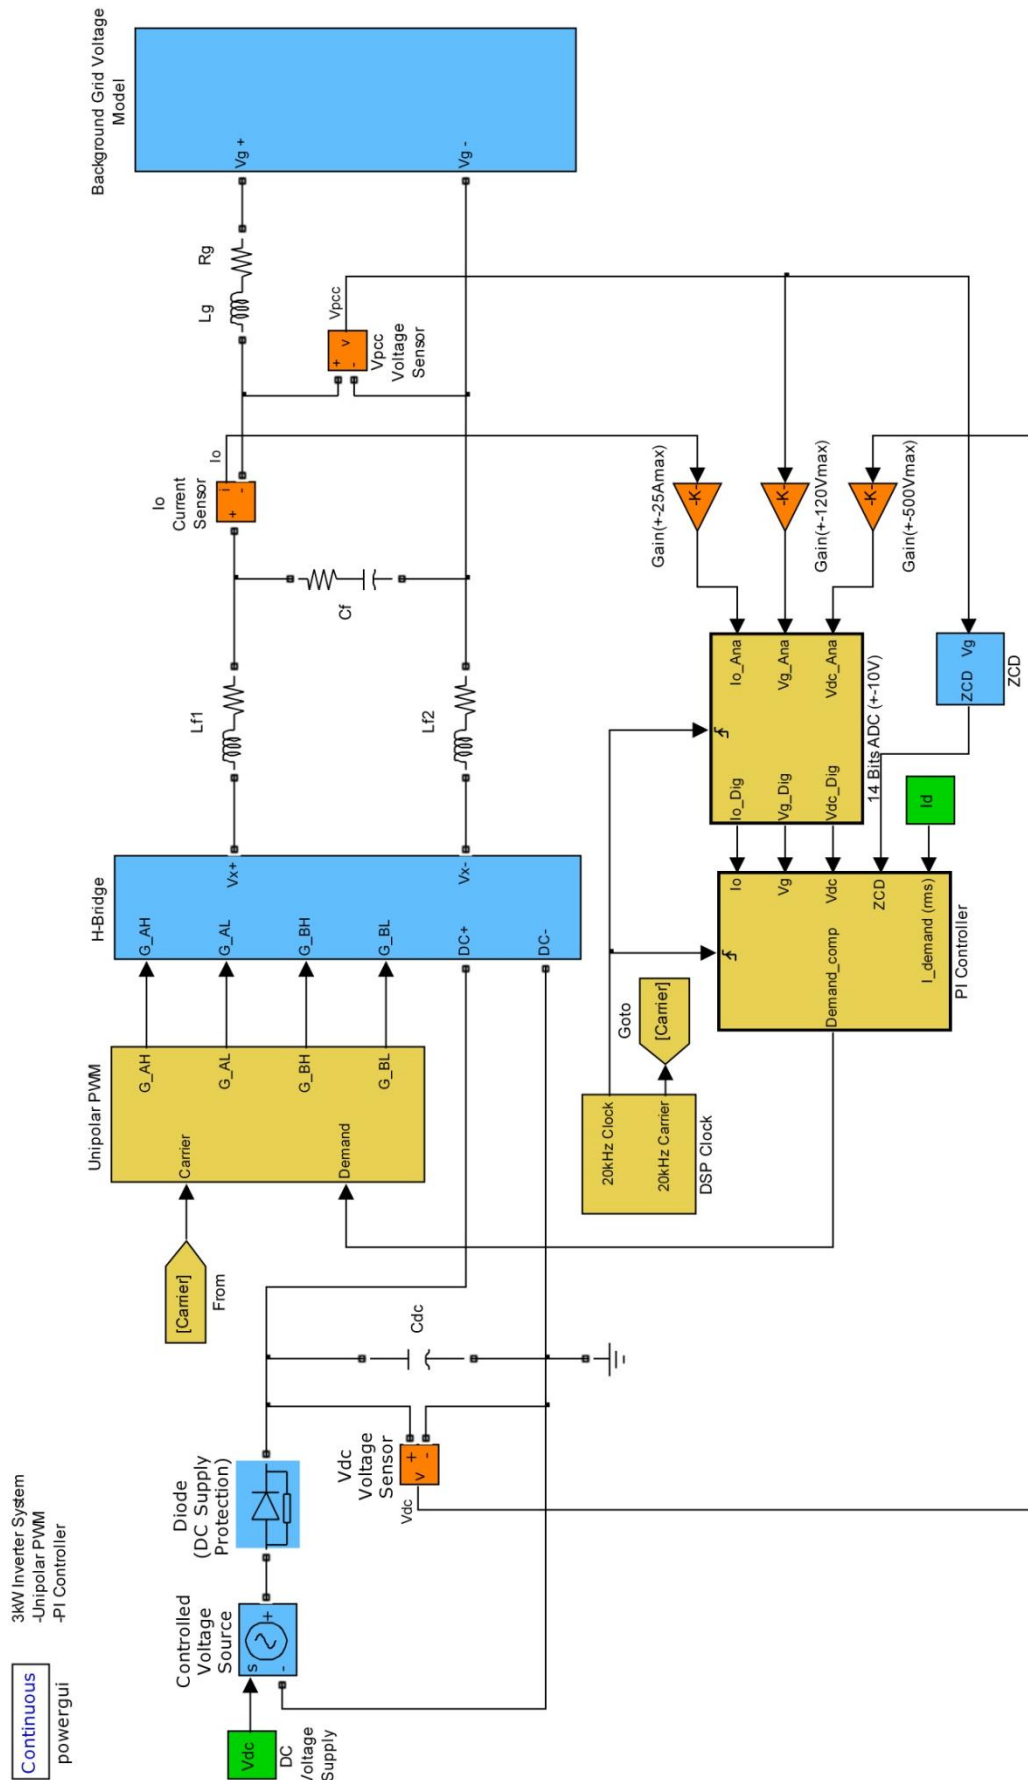 Continuous
powergui
3kW Inverter System
-Unipolar PWM
-PI Controller
Vdc
DC
Voltage
Supply
Controlled
Voltage
Source
s
+
-
Diode
(DC Supply
Protection)
Vdc
Voltage
Sensor
+
-
v
Vdc
Cdc
[Carrier]
From
Unipolar PWM
Carrier
Demand
G_AH
G_AL
G_BH
G_BL
H-Bridge
G_AH
G_AL
G_BH
G_BL
DC+
DC-
Vx+
Vx-
Lf1
Lf2
Cf
Io
Current
Sensor
+
-
i
Io
Vpcc
Voltage
Sensor
+
-
v
Vpcc
Lg
Rg
Background Grid Voltage
Model
Vg +
Vg -
20kHz Clock
20kHz Carrier
DSP Clock
Goto
[Carrier]
PI Controller
Demand_comp
Io
Vg
Vdc
ZCD
I_demand (rms)
Id
14 Bits ADC (+-10V)
Io_Dig
Vg_Dig
Vdc_Dig
Io_Ana
Vg_Ana
Vdc_Ana
-K-
Gain(+-25Amax)
-K-
Gain(+-120Vmax)
-K-
Gain(+-500Vmax)
ZCD
Vg
ZCD